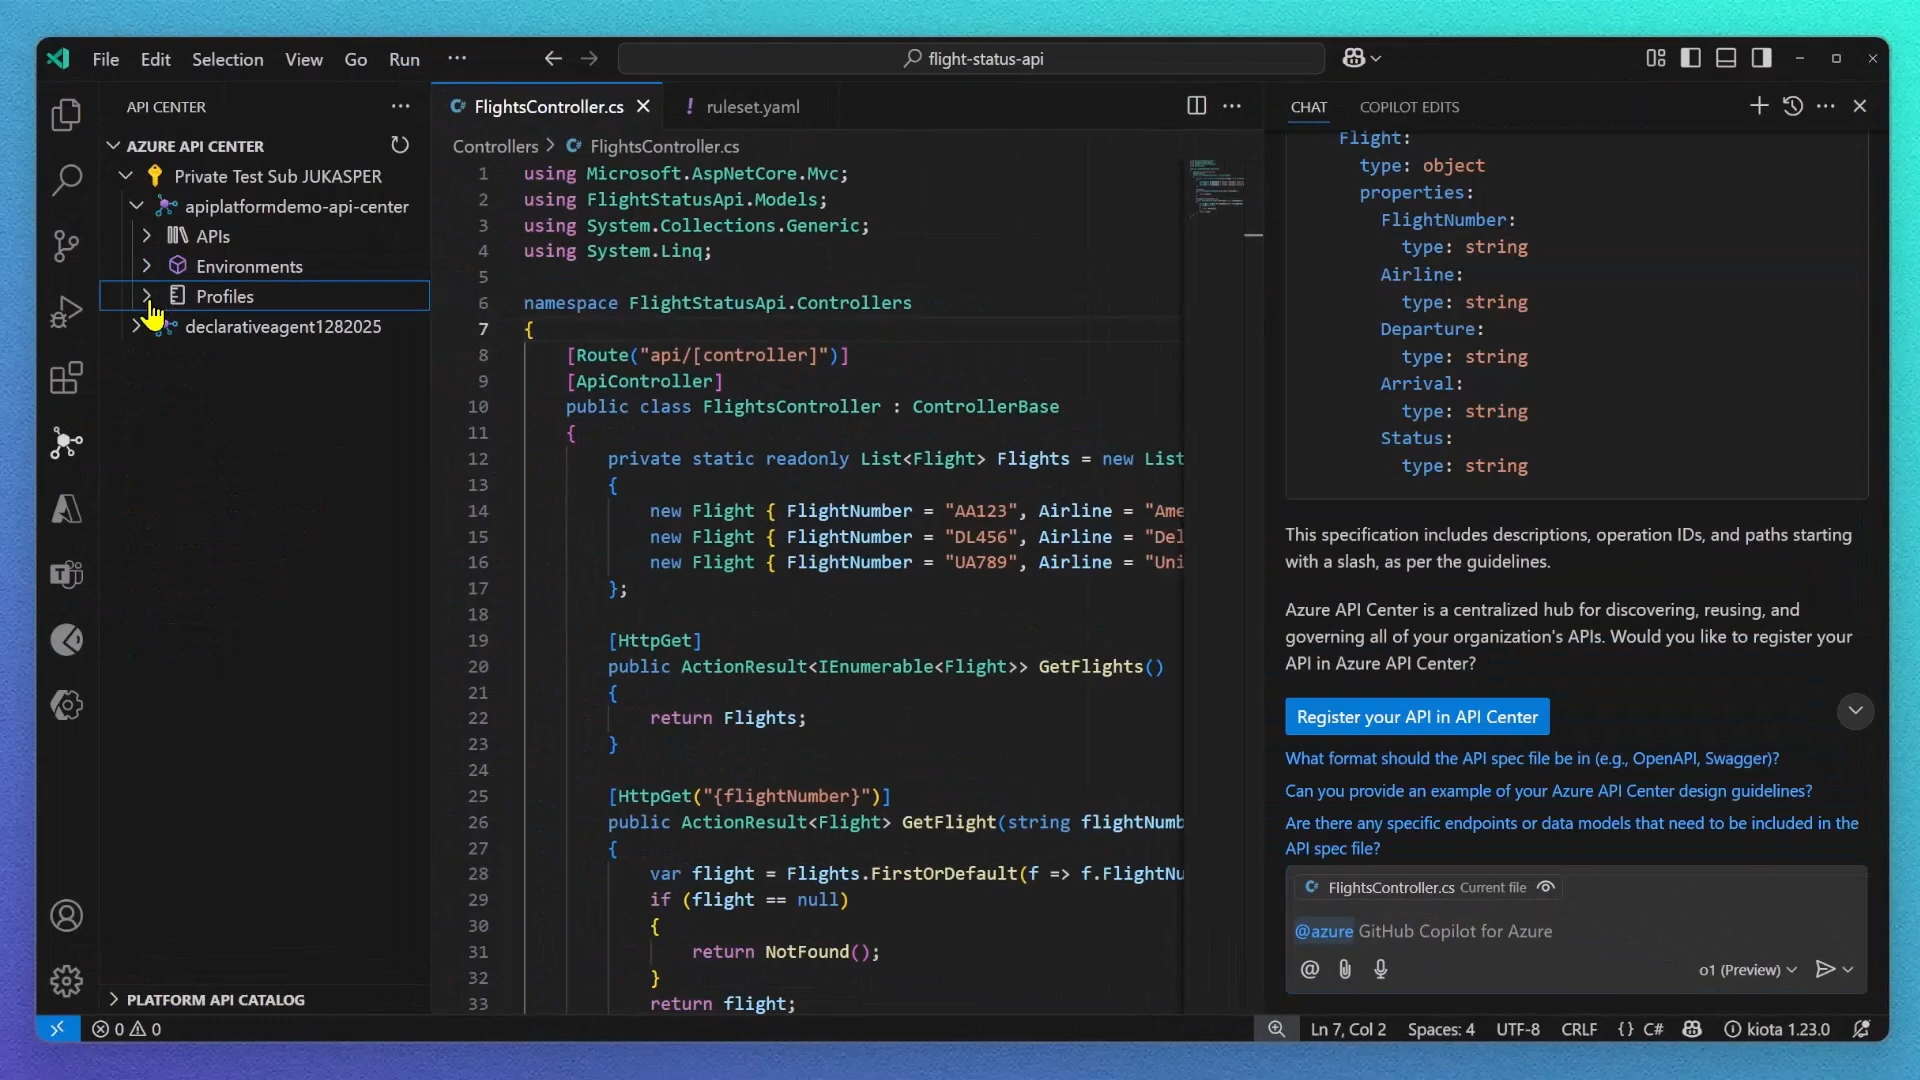 File Edit Selection View Go Run ···
flight-status-api
API CENTER
AZURE API CENTER
Private Test Sub JUKASPER
apiplatformdemo-api-center
APIs
Environments
Profiles
declarativeagent1282025
PLATFORM API CATALOG
FlightsController.cs
ruleset.yaml
Controllers > FlightsController.cs
1 using Microsoft.AspNetCore.Mvc;
2 using FlightStatusApi.Models;
3 using System.Collections.Generic;
4 using System.Linq;
5
6 namespace FlightStatusApi.Controllers
7 {
8 [Route("api/[controller]")]
9 [ApiController]
10 public class FlightsController : ControllerBase
11 {
12 private static readonly List<Flight> Flights = new List
13 {
14 new Flight { FlightNumber = "AA123", Airline = "Ame
15 new Flight { FlightNumber = "DL456", Airline = "Del
16 new Flight { FlightNumber = "UA789", Airline = "Uni
17 };
18
19 [HttpGet]
20 public ActionResult<IEnumerable<Flight>> GetFlights()
21 {
22 return Flights;
23 }
24
25 [HttpGet("{flightNumber}")]
26 public ActionResult<Flight> GetFlight(string flightNumb
27 {
28 var flight = Flights.FirstOrDefault(f => f.FlightNu
29 if (flight == null)
30 {
31 return NotFound();
32 }
33 return flight;
CHAT COPILOT EDITS
Flight:
type: object
properties:
FlightNumber:
type: string
Airline:
type: string
Departure:
type: string
Arrival:
type: string
Status:
type: string
This specification includes descriptions, operation IDs, and paths starting
with a slash, as per the guidelines.
Azure API Center is a centralized hub for discovering, reusing, and
governing all of your organization's APIs. Would you like to register your
API in Azure API Center?
Register your API in API Center
What format should the API spec file be in (e.g., OpenAPI, Swagger)?
Can you provide an example of your Azure API Center design guidelines?
Are there any specific endpoints or data models that need to be included in the
API spec file?
FlightsController.cs Current file
@azure GitHub Copilot for Azure
o1 (Preview)
0 0
Ln 7, Col 2 Spaces: 4 UTF-8 CRLF {} C# kiota 1.23.0